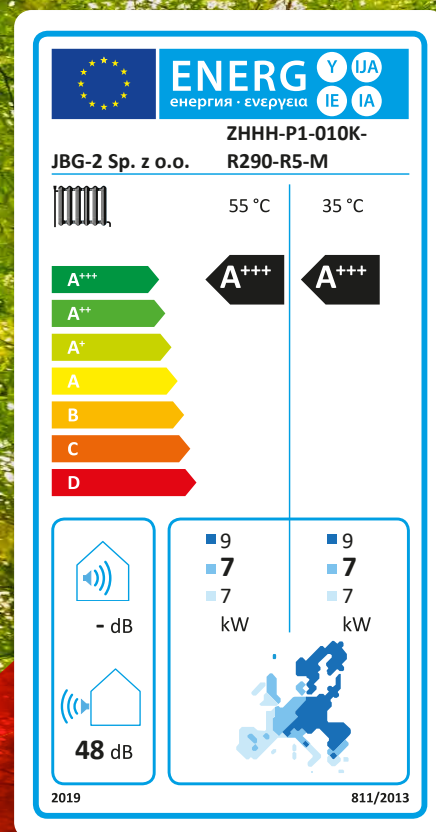 ENERG Y IJA
енергия · ενεργεια IE IA
JBG-2 Sp. z o.o. ZHHH-P1-010K-
R290-R5-M
55 °C 35 °C
A+++ A+++
A+++
A++
A+
A
B
C
D
9 9
7 7
7 7
kW kW
- dB
48 dB
2019 811/2013